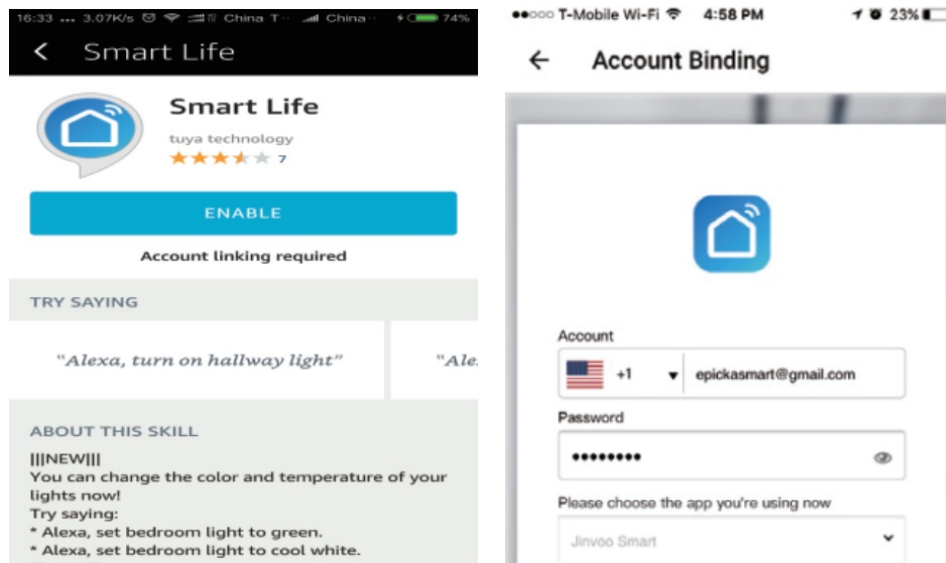 16:33 ... 3.07K/s China T·· China·· 74%
Smart Life
Smart Life
tuya technology
7
ENABLE
Account linking required
TRY SAYING
"Alexa, turn on hallway light"
"Ale
ABOUT THIS SKILL
|||NEW|||
You can change the color and temperature of your
lights now!
Try saying:
* Alexa, set bedroom light to green.
* Alexa, set bedroom light to cool white.
T-Mobile Wi-Fi 4:58 PM 23%
Account Binding
Account
+1 epickasmart@gmail.com
Password
••••••••
Please choose the app you're using now
Jinvoo Smart